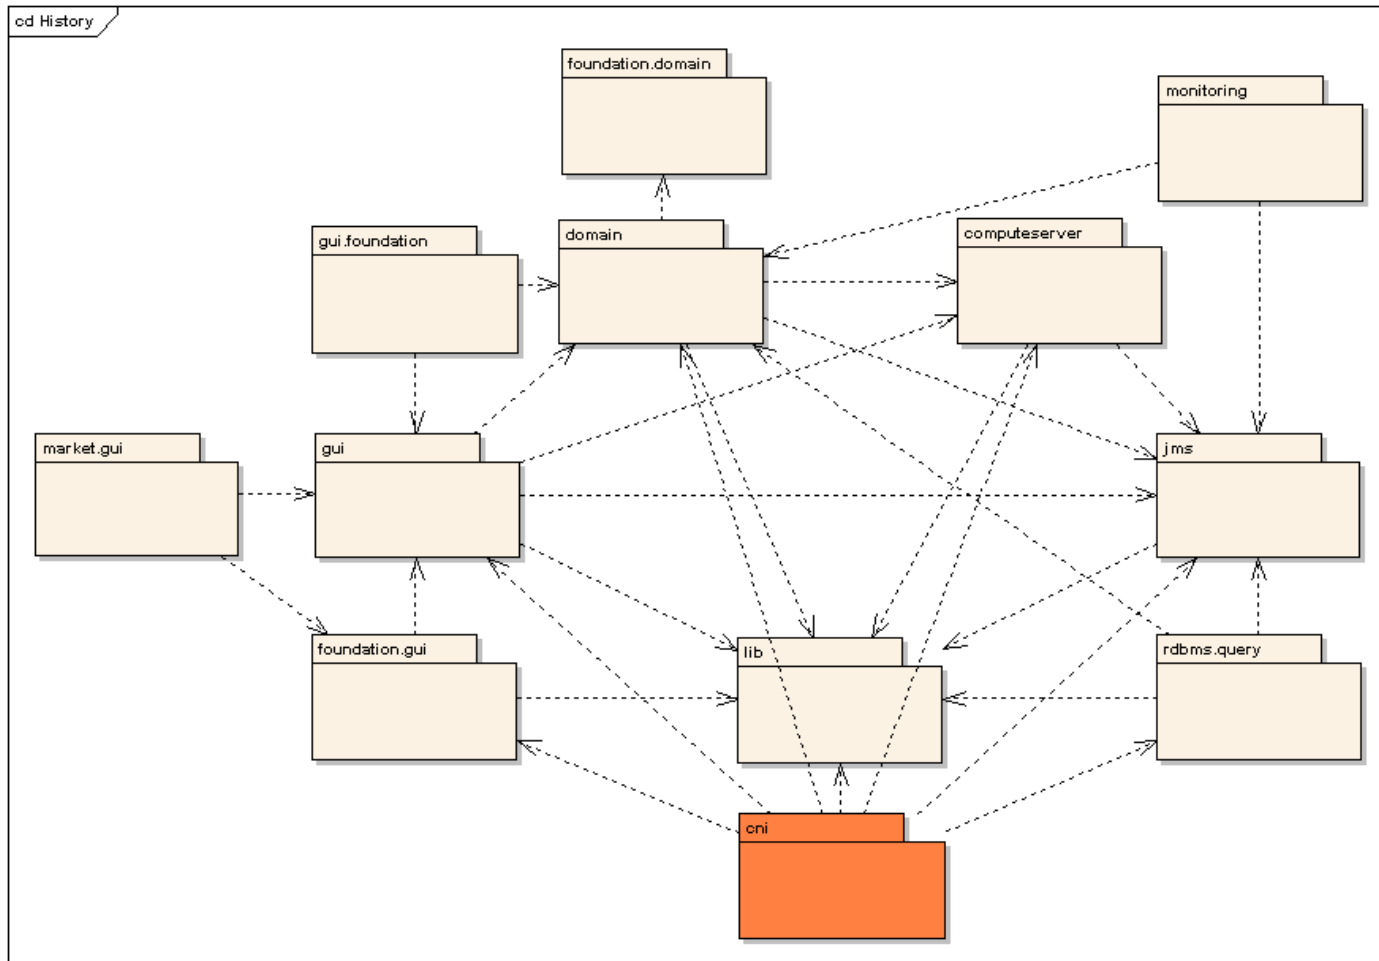 cd History
foundation.domain
monitoring
gui.foundation
domain
computeserver
market.gui
gui
jms
foundation.gui
lib
rdbms.query
cni